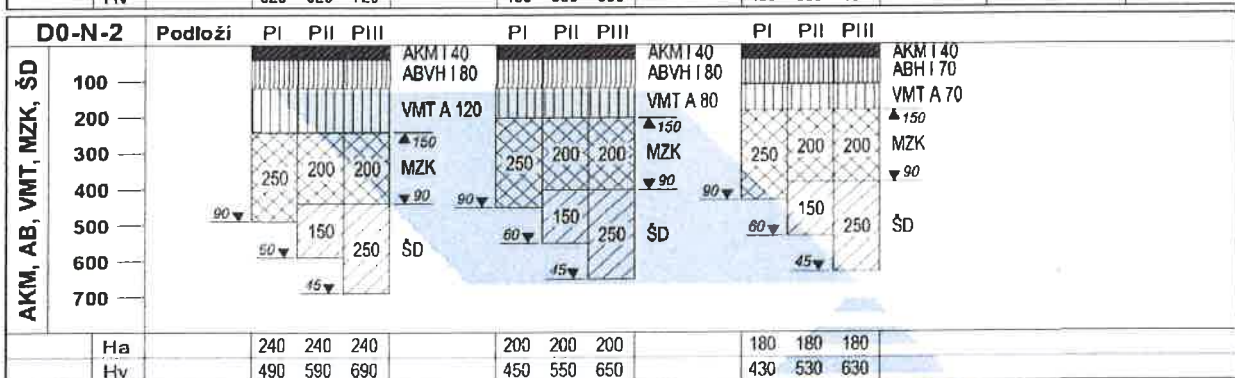 Hv
D0-N-2 Podloží PI PII PIII PI PII PIII PI PII PIII
AKM, AB, VMT, MZK, ŠD
100
200
300
400
500
600
700
AKM I 40
ABVH I 80
VMT A 120
150
MZK
90
ŠD
250 200 200
150 250
90
60
45
AKM I 40
ABVH I 80
VMT A 80
150
MZK
90
ŠD
250 200 200
150 250
90
60
45
AKM I 40
ABH I 70
VMT A 70
150
MZK
90
ŠD
250 200 200
150 250
90
60
45
Ha 240 240 240 200 200 200 180 180 180
Hv 490 590 690 450 550 650 430 530 630